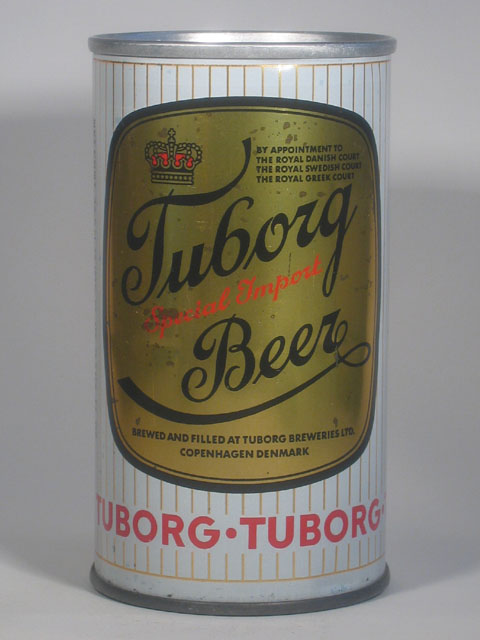 BY APPOINTMENT TO
THE ROYAL DANISH COURT
THE ROYAL SWEDISH COURT
THE ROYAL GREEK COURT
Tuborg
Special Import
Beer
BREWED AND FILLED AT TUBORG BREWERIES LTD.
COPENHAGEN DENMARK
TUBORG • TUBORG